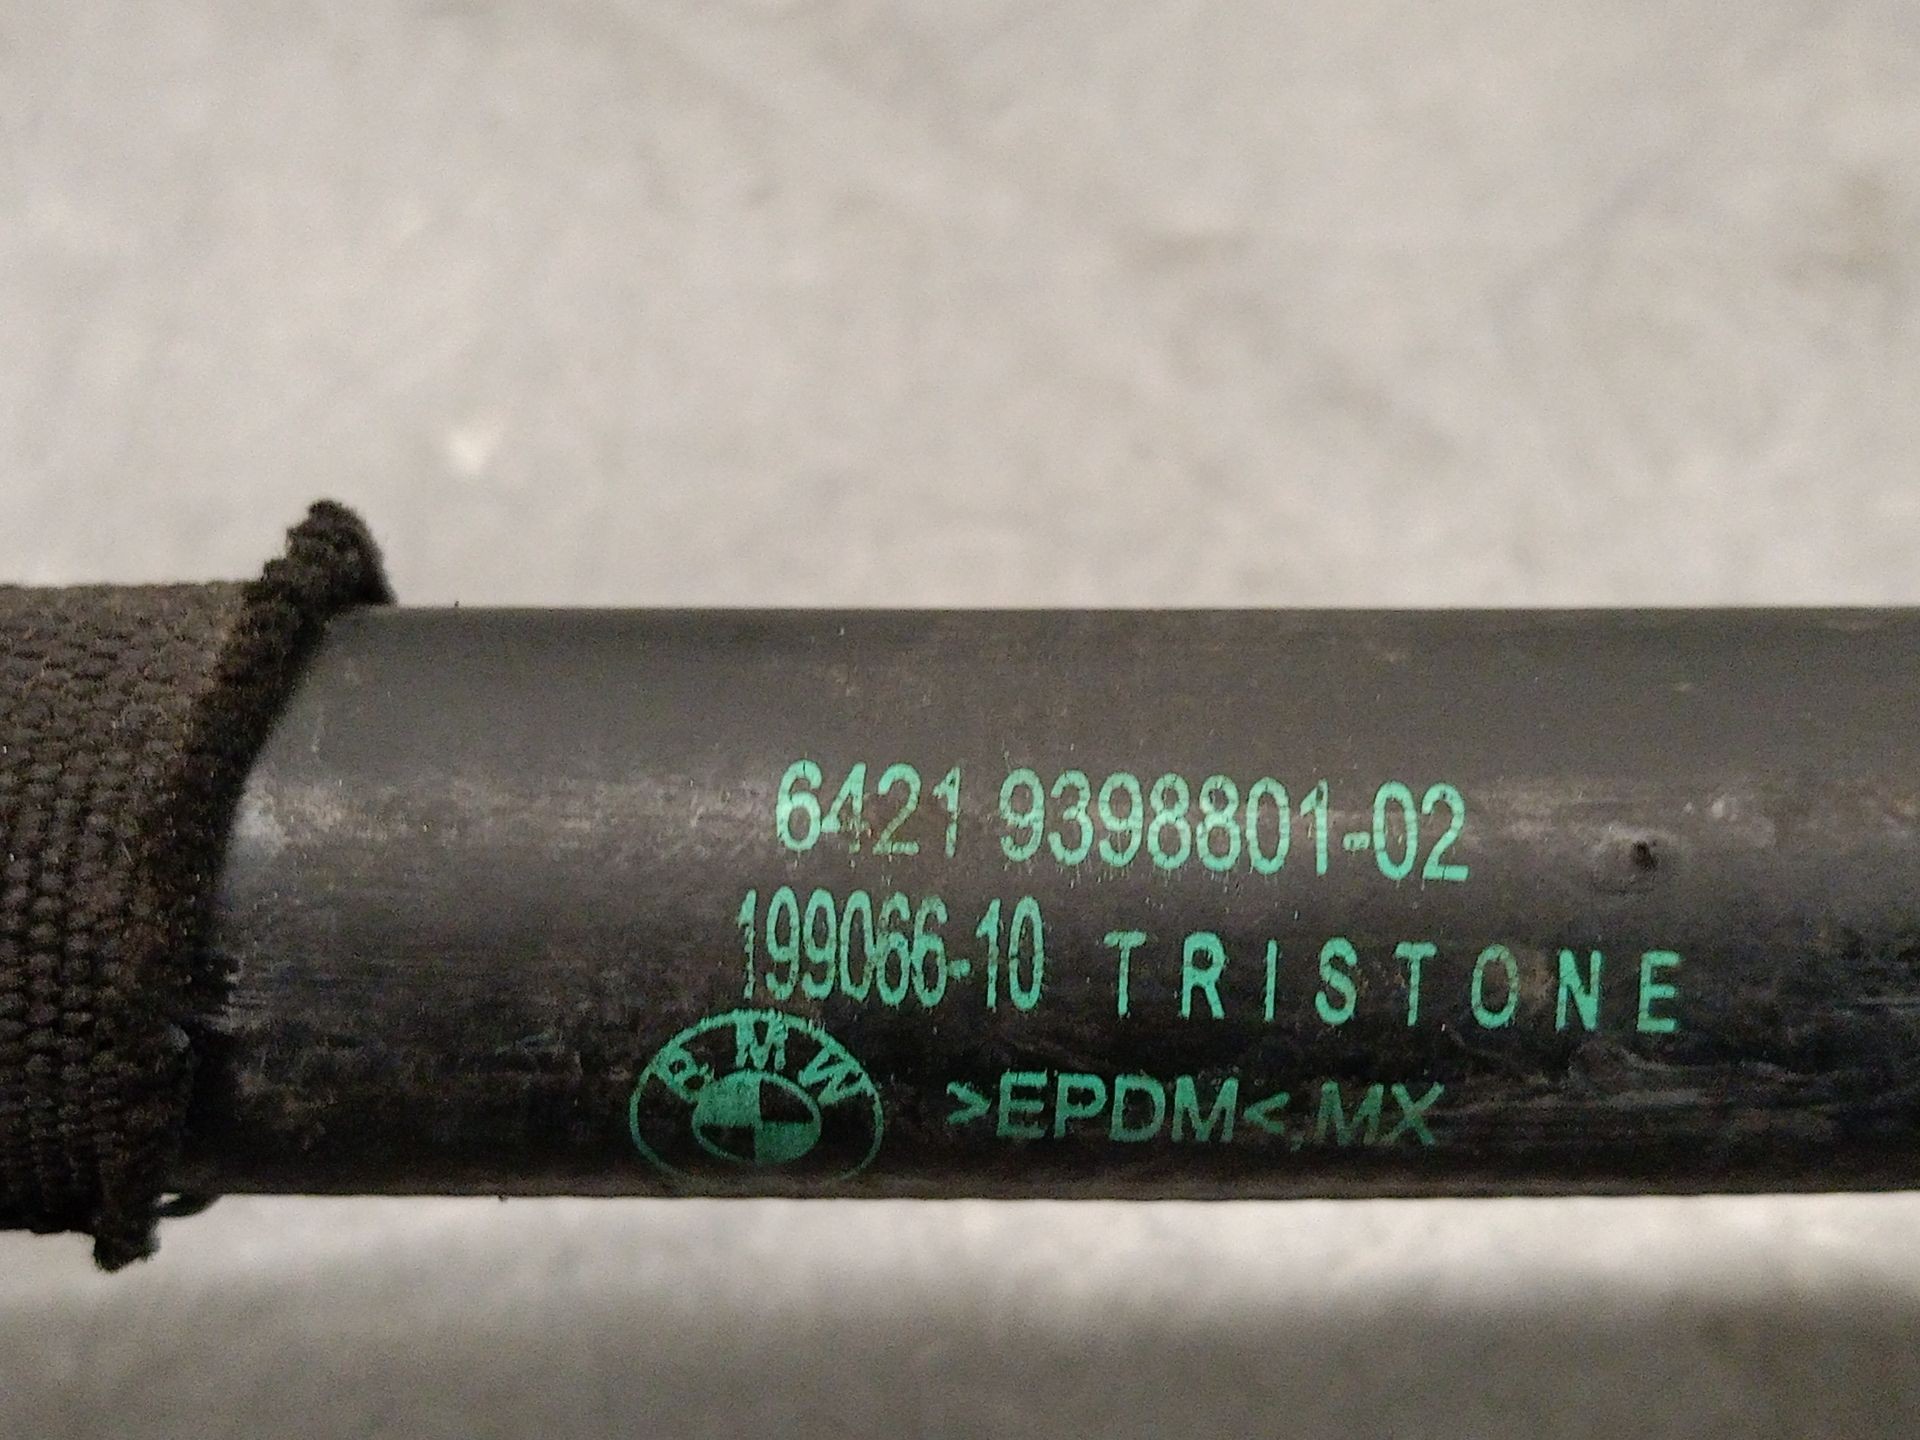 6421 9398801-02
199066-10 TRISTONE
BMW >EPDM<,MX